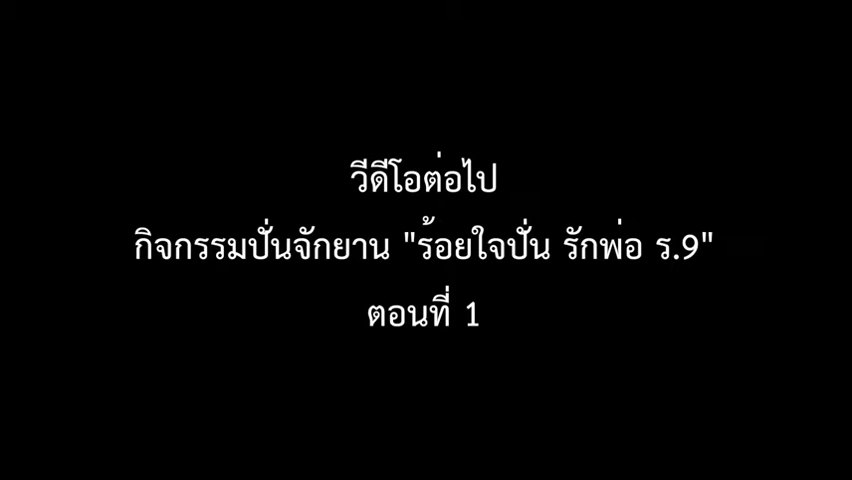 วีดีโอต่อไป
กิจกรรมปั่นจักยาน "ร้อยใจปั่น รักพ่อ ร.9"
ตอนที่ 1